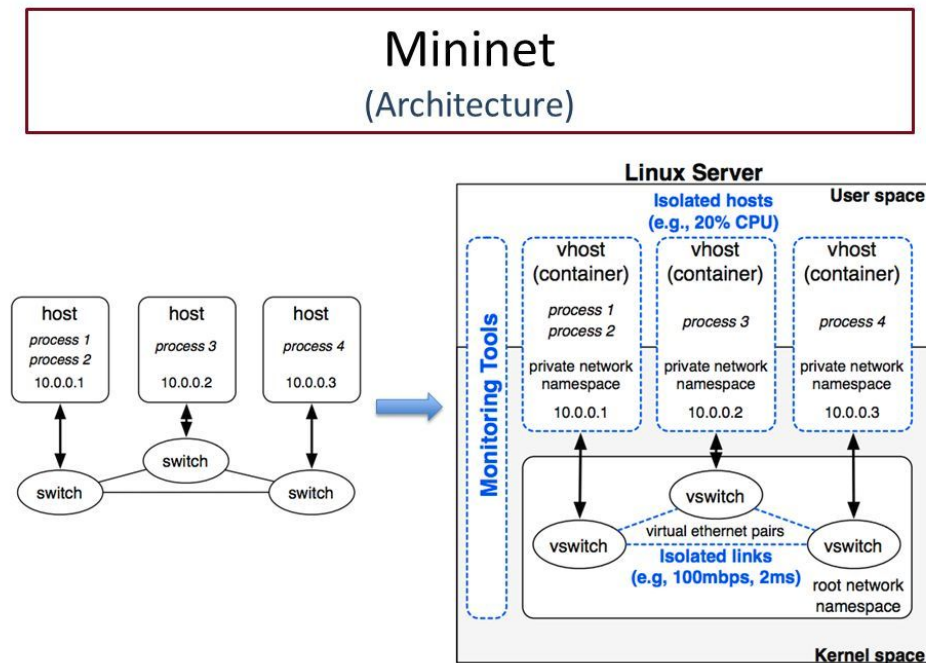 Mininet
(Architecture)
host
process 1
process 2
10.0.0.1
host
process 3
10.0.0.2
host
process 4
10.0.0.3
switch
switch
switch
Linux Server
User space
Isolated hosts
(e.g., 20% CPU)
Monitoring Tools
vhost
(container)
process 1
process 2
private network
namespace
10.0.0.1
vhost
(container)
process 3
private network
namespace
10.0.0.2
vhost
(container)
process 4
private network
namespace
10.0.0.3
vswitch
virtual ethernet pairs
vswitch
vswitch
Isolated links
(e.g, 100mbps, 2ms)
root network
namespace
Kernel space